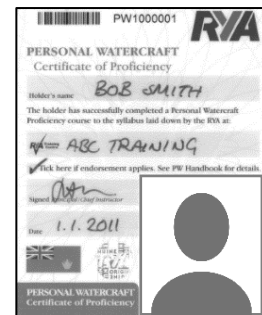 PW1000001
RYA
PERSONAL WATERCRAFT
Certificate of Proficiency
Holder's name BOB SMITH
The holder has successfully completed a Personal Watercraft
Proficiency course to the syllabus laid down by the RYA at:
RYA ABC TRAINING
Tick here if endorsement applies. See PW Handbook for details.
Signed Principal/Chief Instructor
Date 1.1.2011
PERSONAL WATERCRAFT
Certificate of Proficiency